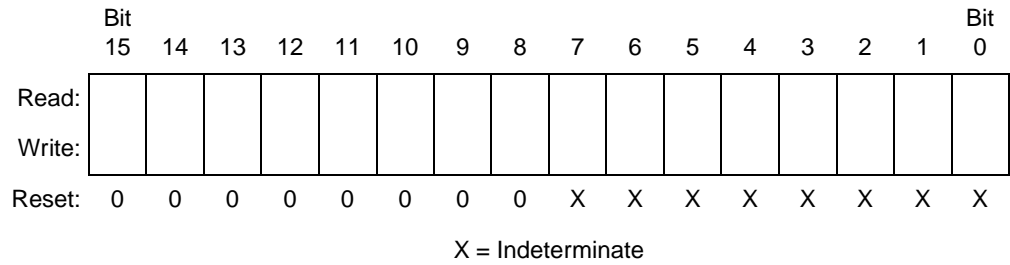 Bit Bit
15 14 13 12 11 10 9 8 7 6 5 4 3 2 1 0
Read:
Write:
Reset: 0 0 0 0 0 0 0 0 X X X X X X X X
X = Indeterminate